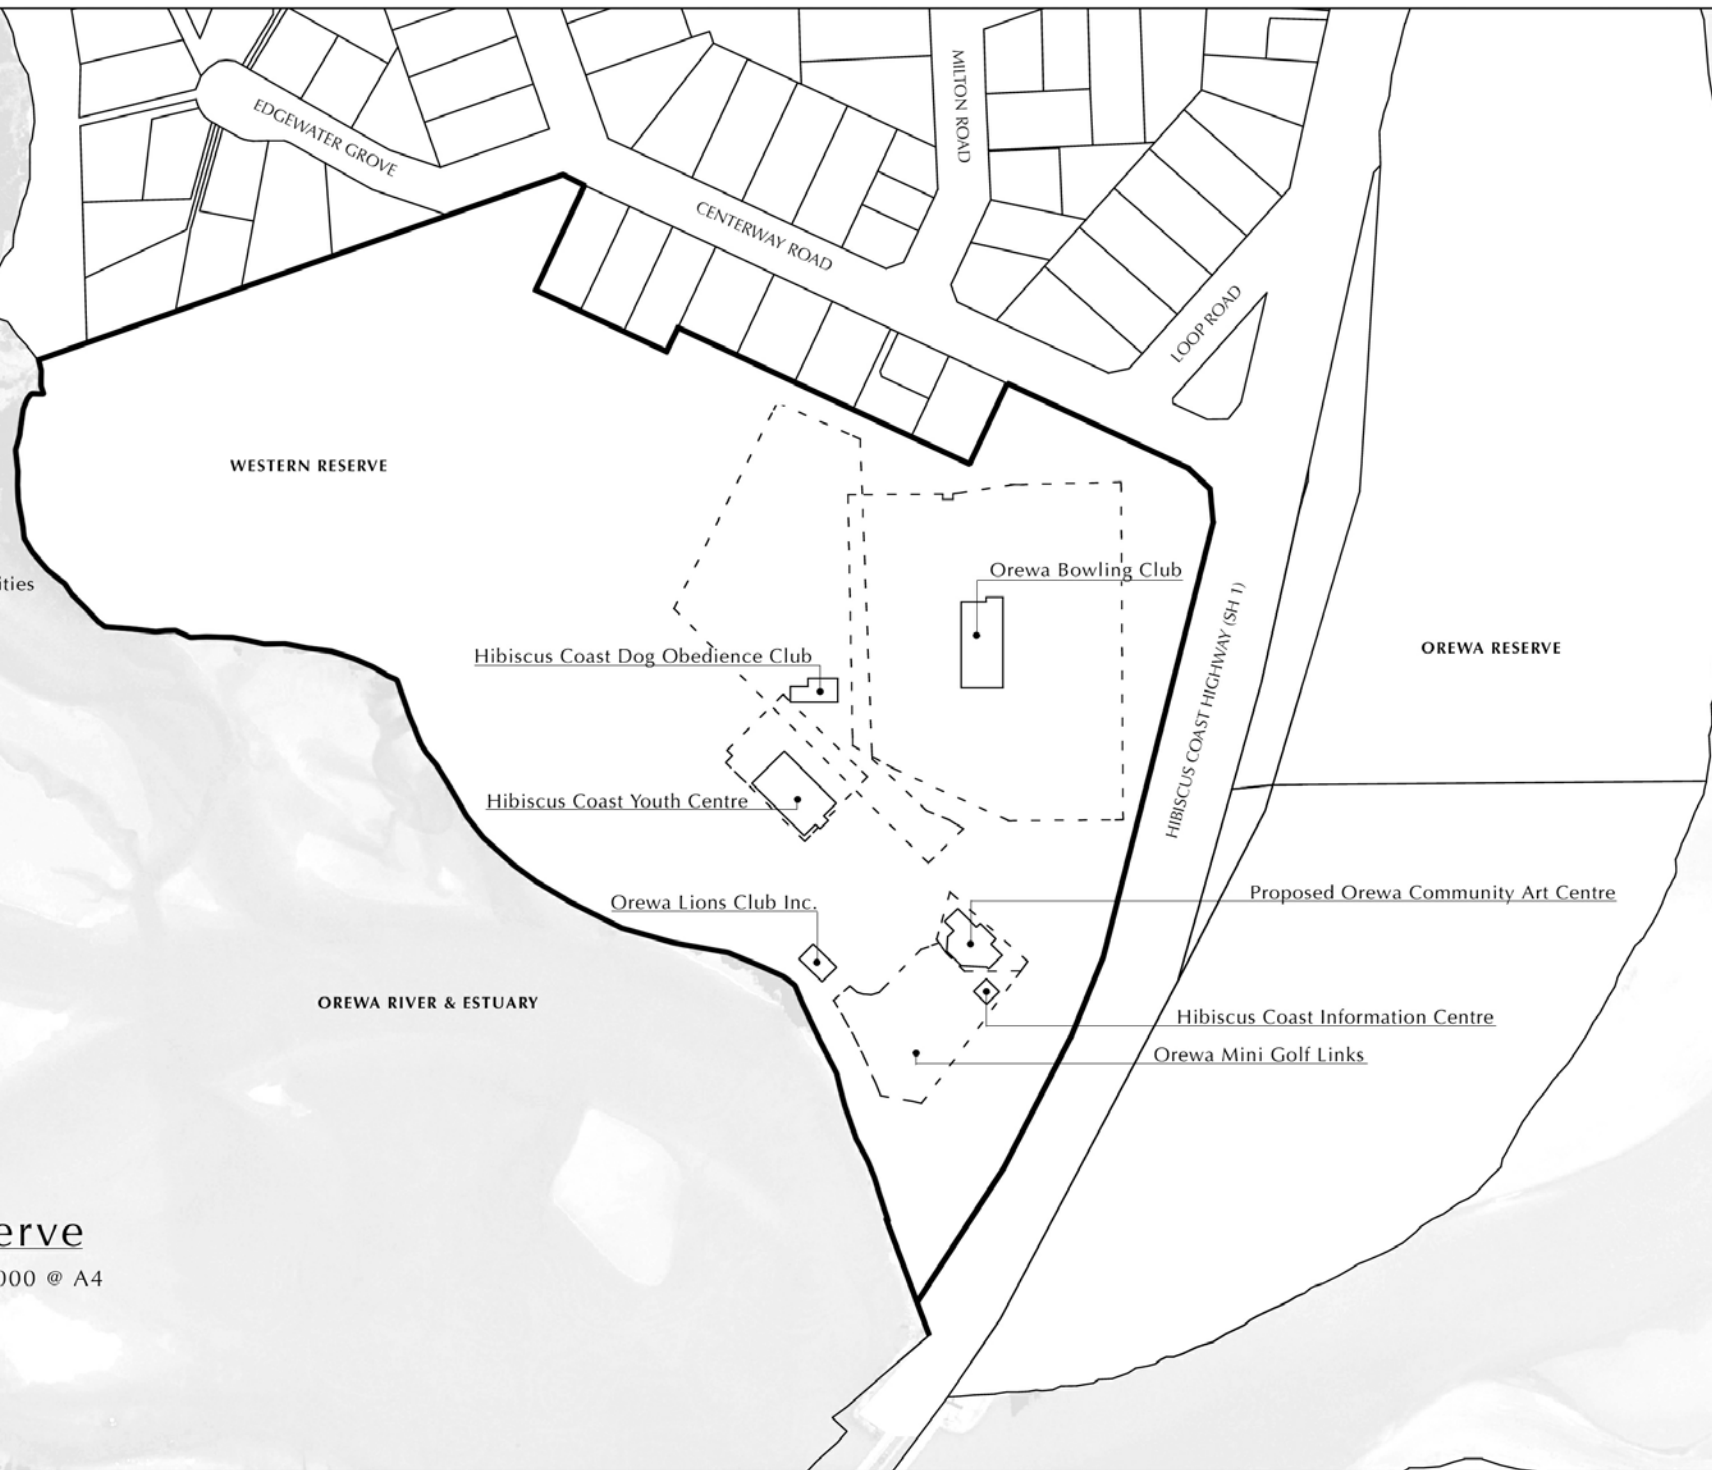 MILTON ROAD
EDGEWATER GROVE
CENTERWAY ROAD
LOOP ROAD
WESTERN RESERVE
Orewa Bowling Club
ities
HIBISCUS COAST HIGHWAY (SH 1)
OREWA RESERVE
Hibiscus Coast Dog Obedience Club
Hibiscus Coast Youth Centre
Proposed Orewa Community Art Centre
Orewa Lions Club Inc.
OREWA RIVER & ESTUARY
Hibiscus Coast Information Centre
Orewa Mini Golf Links
erve
000 @ A4